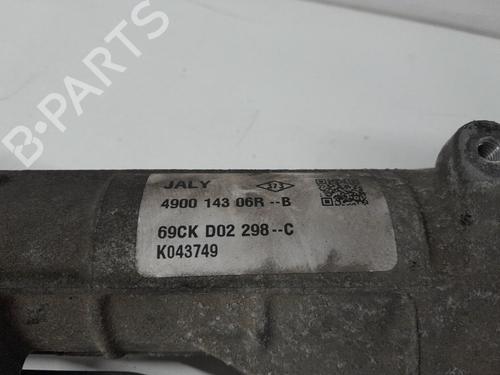 B-PARTS
JALY
4900 143 06R--B
69CK D02 298--C
K043749